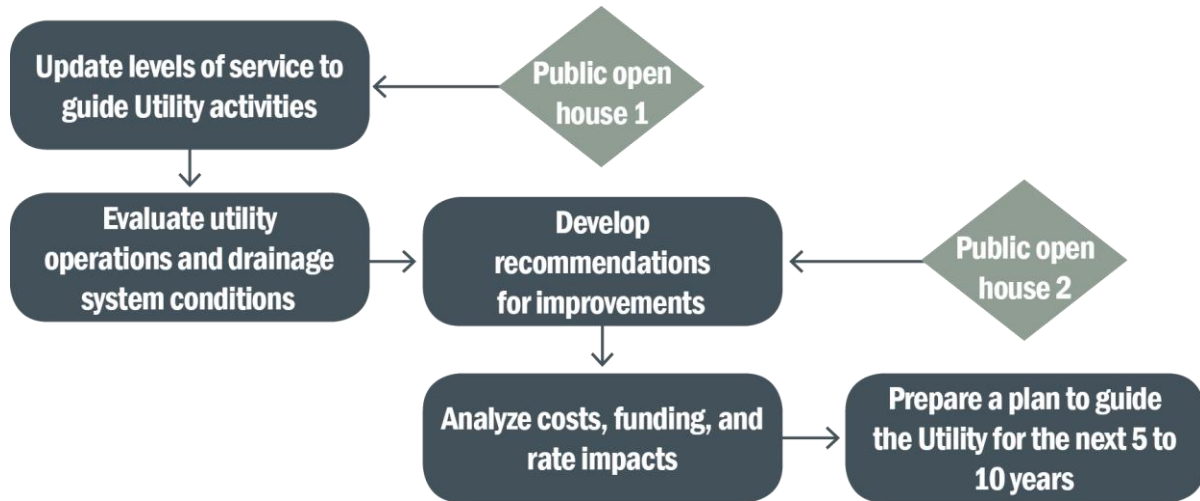 Update levels of service to
guide Utility activities
Public open
house 1
Evaluate utility
operations and drainage
system conditions
Develop
recommendations
for improvements
Public open
house 2
Analyze costs, funding, and
rate impacts
Prepare a plan to guide
the Utility for the next 5 to
10 years